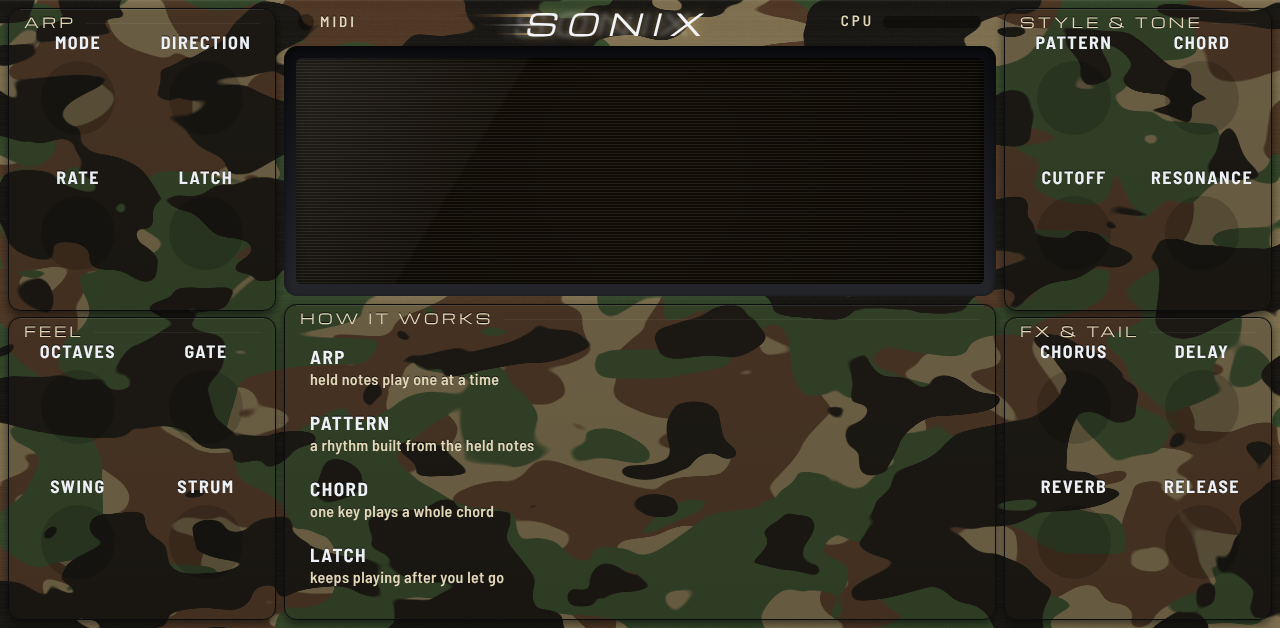 ARP
MODE
DIRECTION
RATE
LATCH
FEEL
OCTAVES
GATE
SWING
STRUM
MIDI
SONIX
CPU
HOW IT WORKS
ARP
held notes play one at a time
PATTERN
a rhythm built from the held notes
CHORD
one key plays a whole chord
LATCH
keeps playing after you let go
STYLE & TONE
PATTERN
CHORD
CUTOFF
RESONANCE
FX & TAIL
CHORUS
DELAY
REVERB
RELEASE